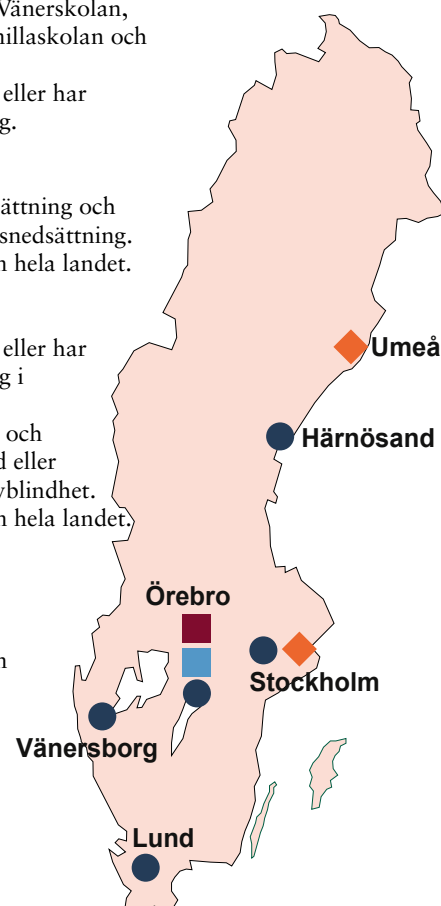 Vänerskolan,
illaskolan och
eller har
g.
ättning och
snedsättning.
hela landet.
eller har
g i
och
d eller
vblindhet.
hela landet.
Umeå
Härnösand
Örebro
Stockholm
Vänersborg
Lund